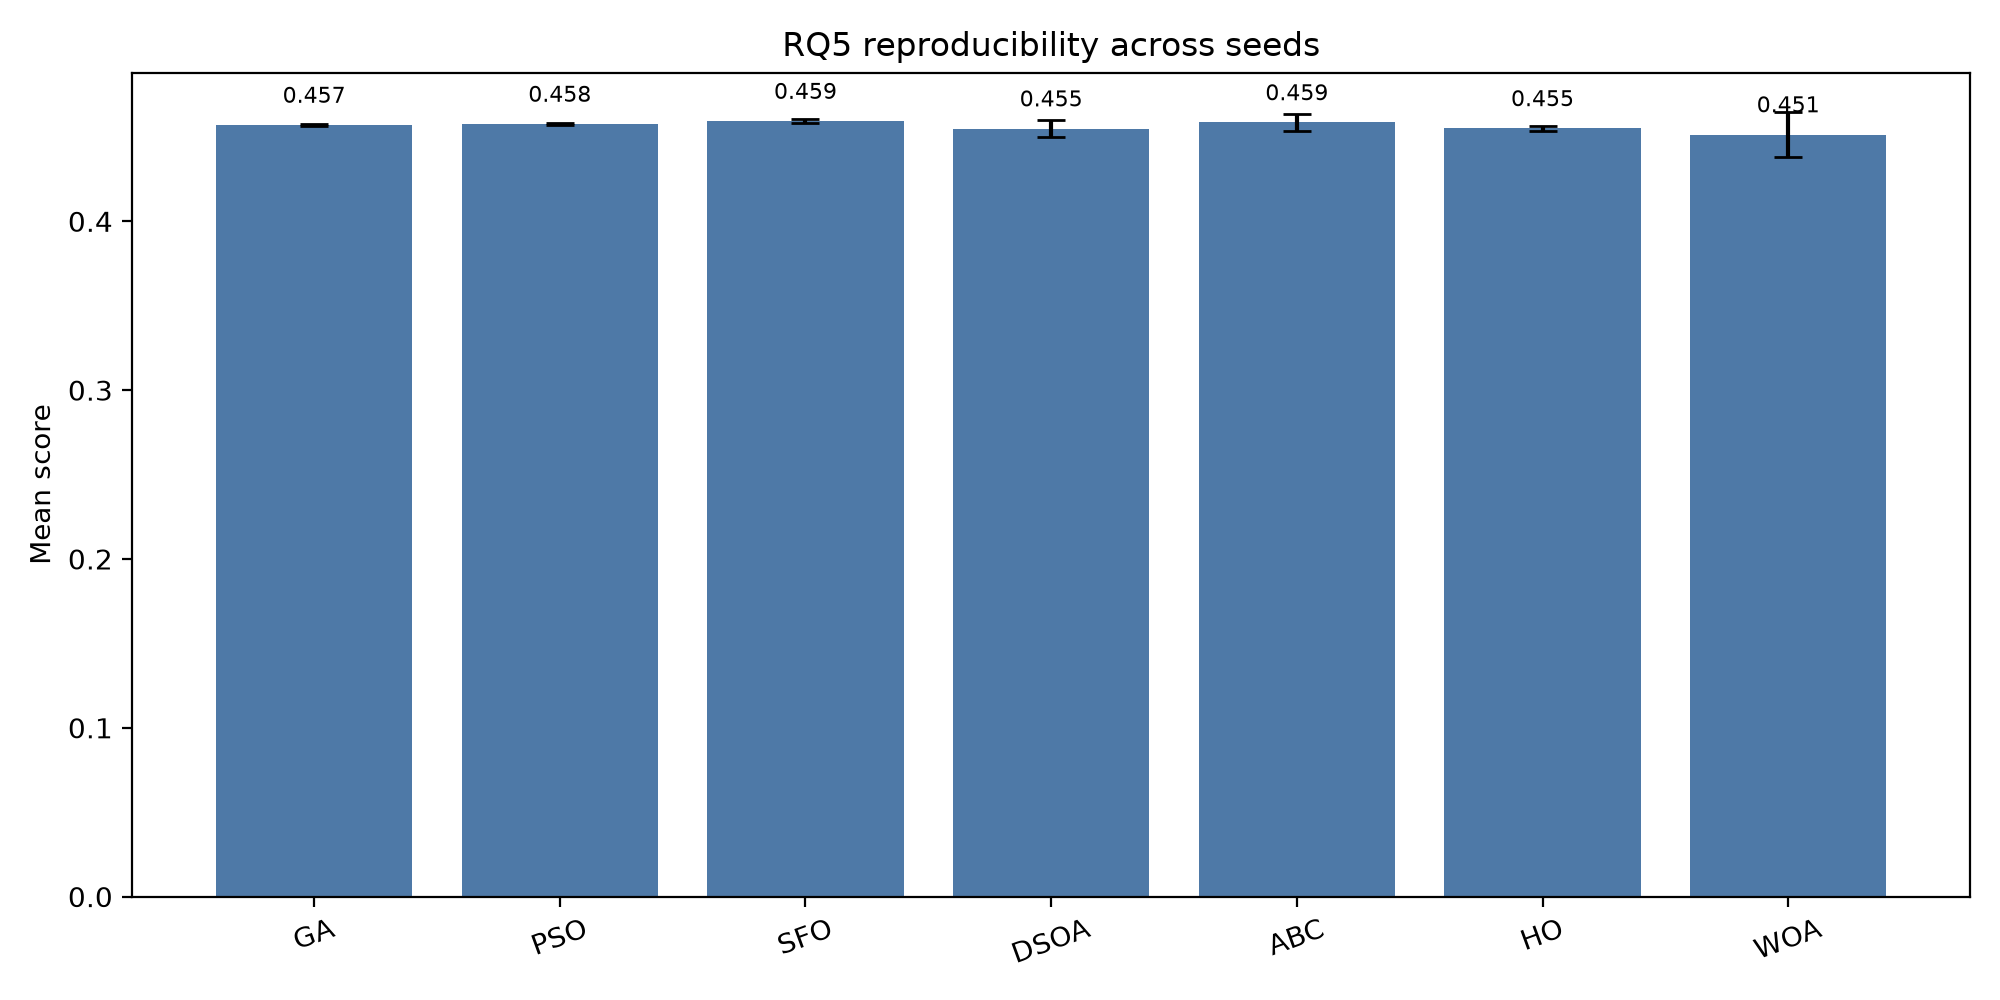 RQ5 reproducibility across seeds
0.457
0.458
0.459
0.455
0.459
0.455
0.451
Mean score
0.4
0.3
0.2
0.1
0.0
GA
PSO
SFO
DSOA
ABC
HO
WOA